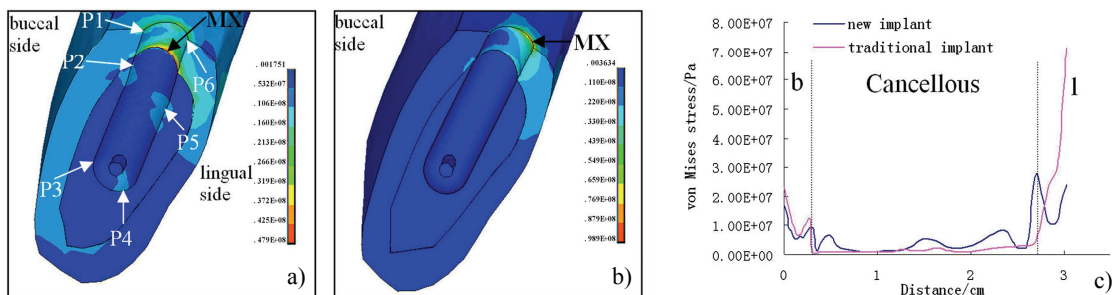 buccal
side
P1
MX
P2
P6
P5
P3
lingual
side
P4
a)
.001751
.532E+07
.106E+08
.160E+08
.213E+08
.266E+08
.319E+08
.372E+08
.425E+08
.479E+08
buccal
side
MX
b)
.003634
.110E+08
.220E+08
.330E+08
.440E+08
.549E+08
.659E+08
.769E+08
.879E+08
.989E+08
von Mises stress/Pa
8.00E+07
7.00E+07
6.00E+07
5.00E+07
4.00E+07
3.00E+07
2.00E+07
1.00E+07
0.00E+00
new implant
traditional implant
b
Cancellous
l
0 1 2 3
Distance/cm
c)